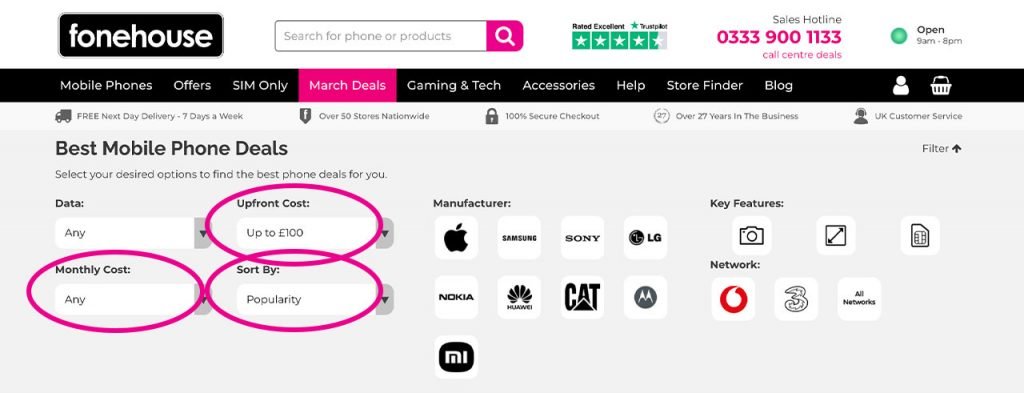 fonehouse
Search for phone or products
Rated Excellent ★ Trustpilot
Sales Hotline
0333 900 1133
call centre deals
Open
9am - 8pm
Mobile Phones Offers SIM Only March Deals Gaming & Tech Accessories Help Store Finder Blog
FREE Next Day Delivery - 7 Days a Week Over 50 Stores Nationwide 100% Secure Checkout 27 Over 27 Years In The Business UK Customer Service
Best Mobile Phone Deals
Filter
Select your desired options to find the best phone deals for you.
Data: Upfront Cost: Manufacturer: Key Features:
Any Up to £100 SAMSUNG SONY LG
Monthly Cost: Sort By: Network:
Any Popularity NOKIA HUAWEI CAT 3 All Networks
mi